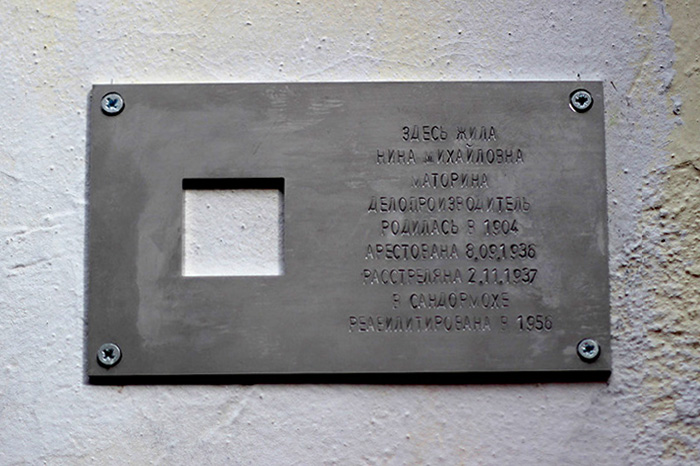 ЗДЕСЬ ЖИЛА
НИНА МИХАЙЛОВНА
МАТОРИНА
ДЕЛОПРОИЗВОДИТЕЛЬ
РОДИЛАСЬ В 1904
АРЕСТОВАНА 8,09,1936
РАССТРЕЛЯНА 2,11,1937
В САНДОРМОХЕ
РЕАБИЛИТИРОВАНА В 1956